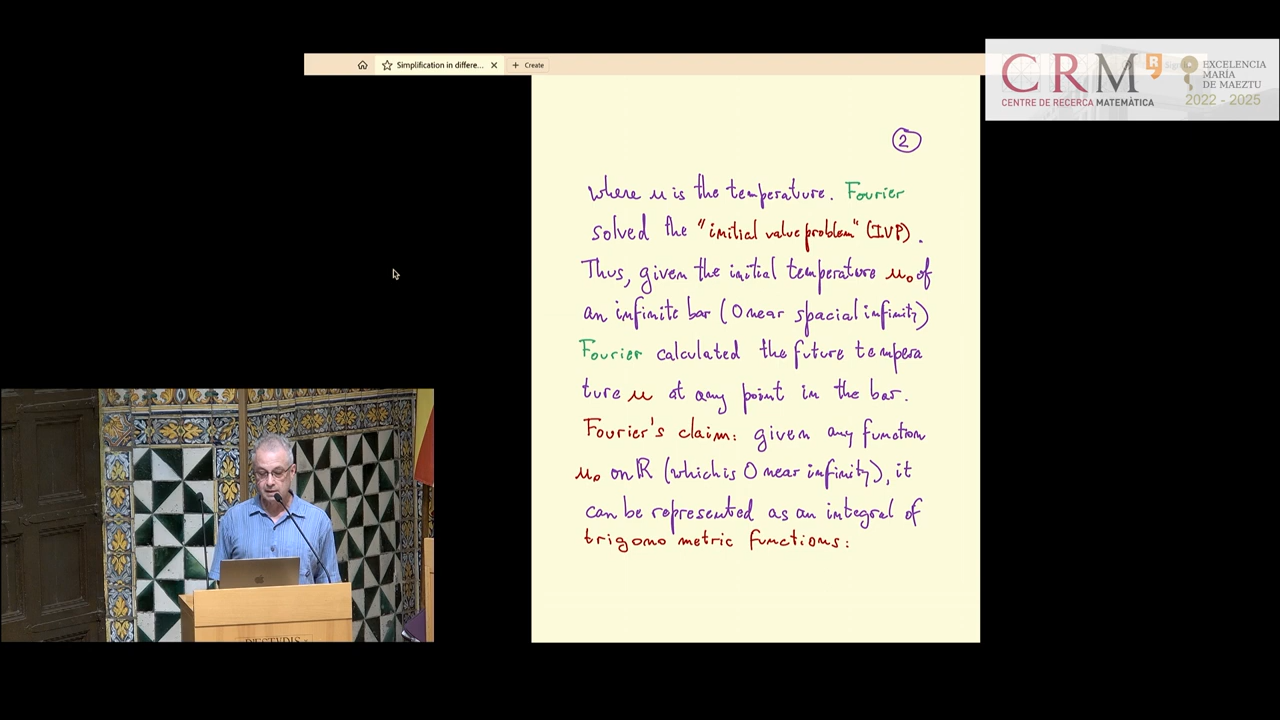 Simplification in differe...
Create
CRM
CENTRE DE RECERCA MATEMÀTICA
EXCELENCIA
MARÍA
DE MAEZTU
2022 - 2025
2
where u is the temperature. Fourier
solved the "initial value problem" (I.V.P).
Thus, given the initial temperature u₀ of
an infinite bar (0 near spacial infinity)
Fourier calculated the future tempera
ture u at any point in the bar.
Fourier's claim: given any function
u₀ on ℝ (which is 0 near infinity), it
can be represented as an integral of
trigono metric functions:
D'ESTUDIS